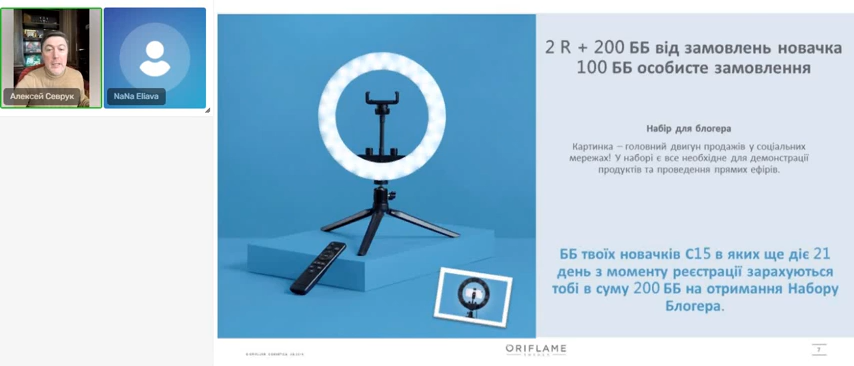 Алексей Севрук
NaNa Eliava
2 R + 200 ББ від замовлень новачка
100 ББ особисте замовлення
Набір для блогера
Картинка – головний двигун продажів у соціальних
мережах! У наборі є все необхідне для демонстрації
продуктів та проведення прямих ефірів.
ББ твоїх новачків С15 в яких ще діє 21
день з моменту реєстрації зарахуються
тобі в суму 200 ББ на отримання Набору
Блогера.
ORIFLAME
SWEDEN
7